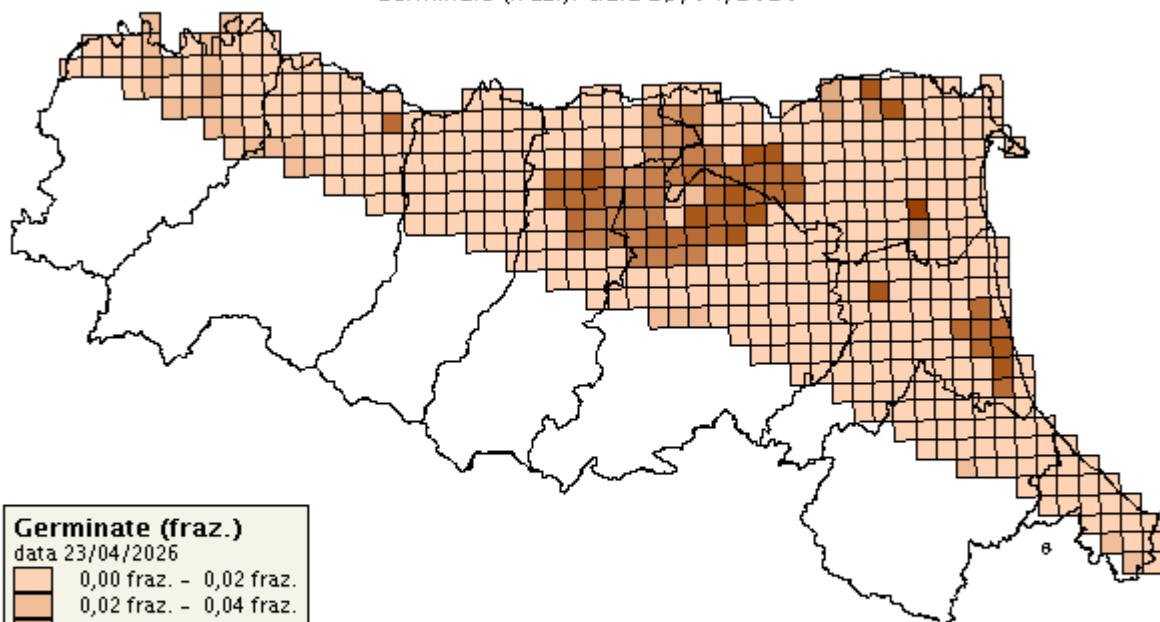 Germinate (fraz.)
data 23/04/2026
0,00 fraz. – 0,02 fraz.
0,02 fraz. – 0,04 fraz.